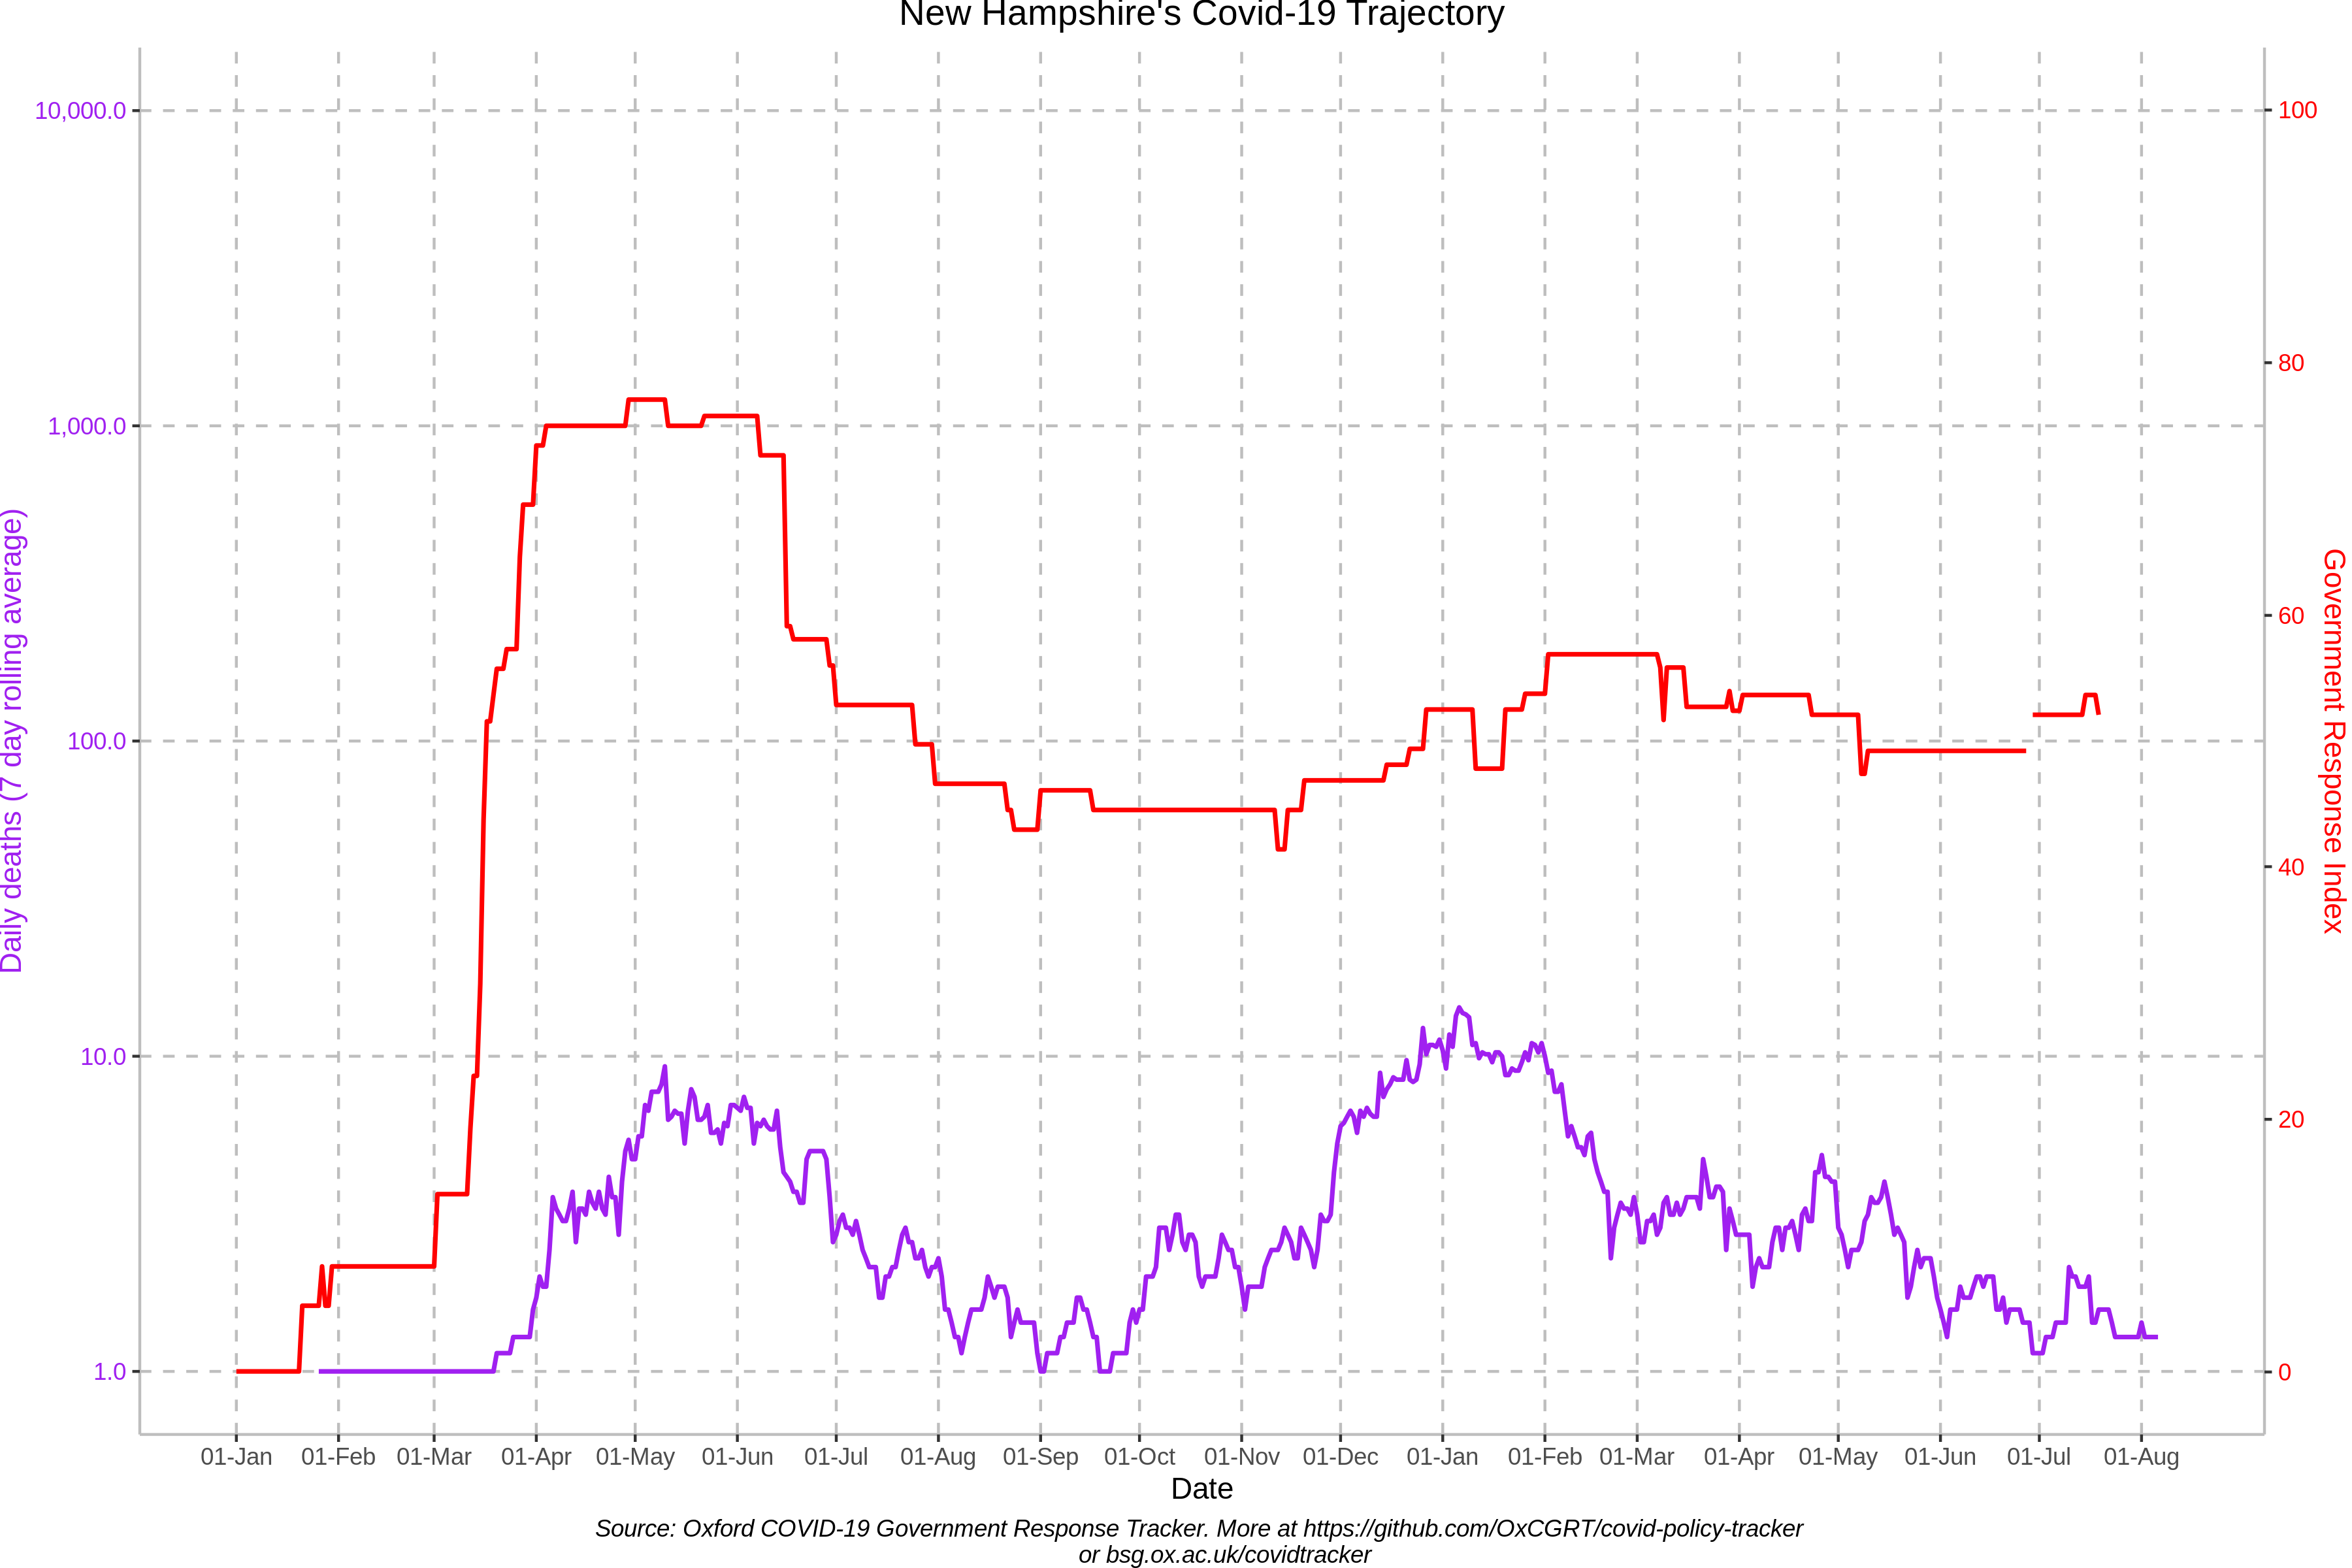 New Hampshire's Covid-19 Trajectory
10,000.0
1,000.0
100.0
10.0
1.0
Daily deaths (7 day rolling average)
100
80
60
40
20
0
Government Response Index
01-Jan 01-Feb 01-Mar 01-Apr 01-May 01-Jun 01-Jul 01-Aug 01-Sep 01-Oct 01-Nov 01-Dec 01-Jan 01-Feb 01-Mar 01-Apr 01-May 01-Jun 01-Jul 01-Aug
Date
Source: Oxford COVID-19 Government Response Tracker. More at https://github.com/OxCGRT/covid-policy-tracker
or bsg.ox.ac.uk/covidtracker